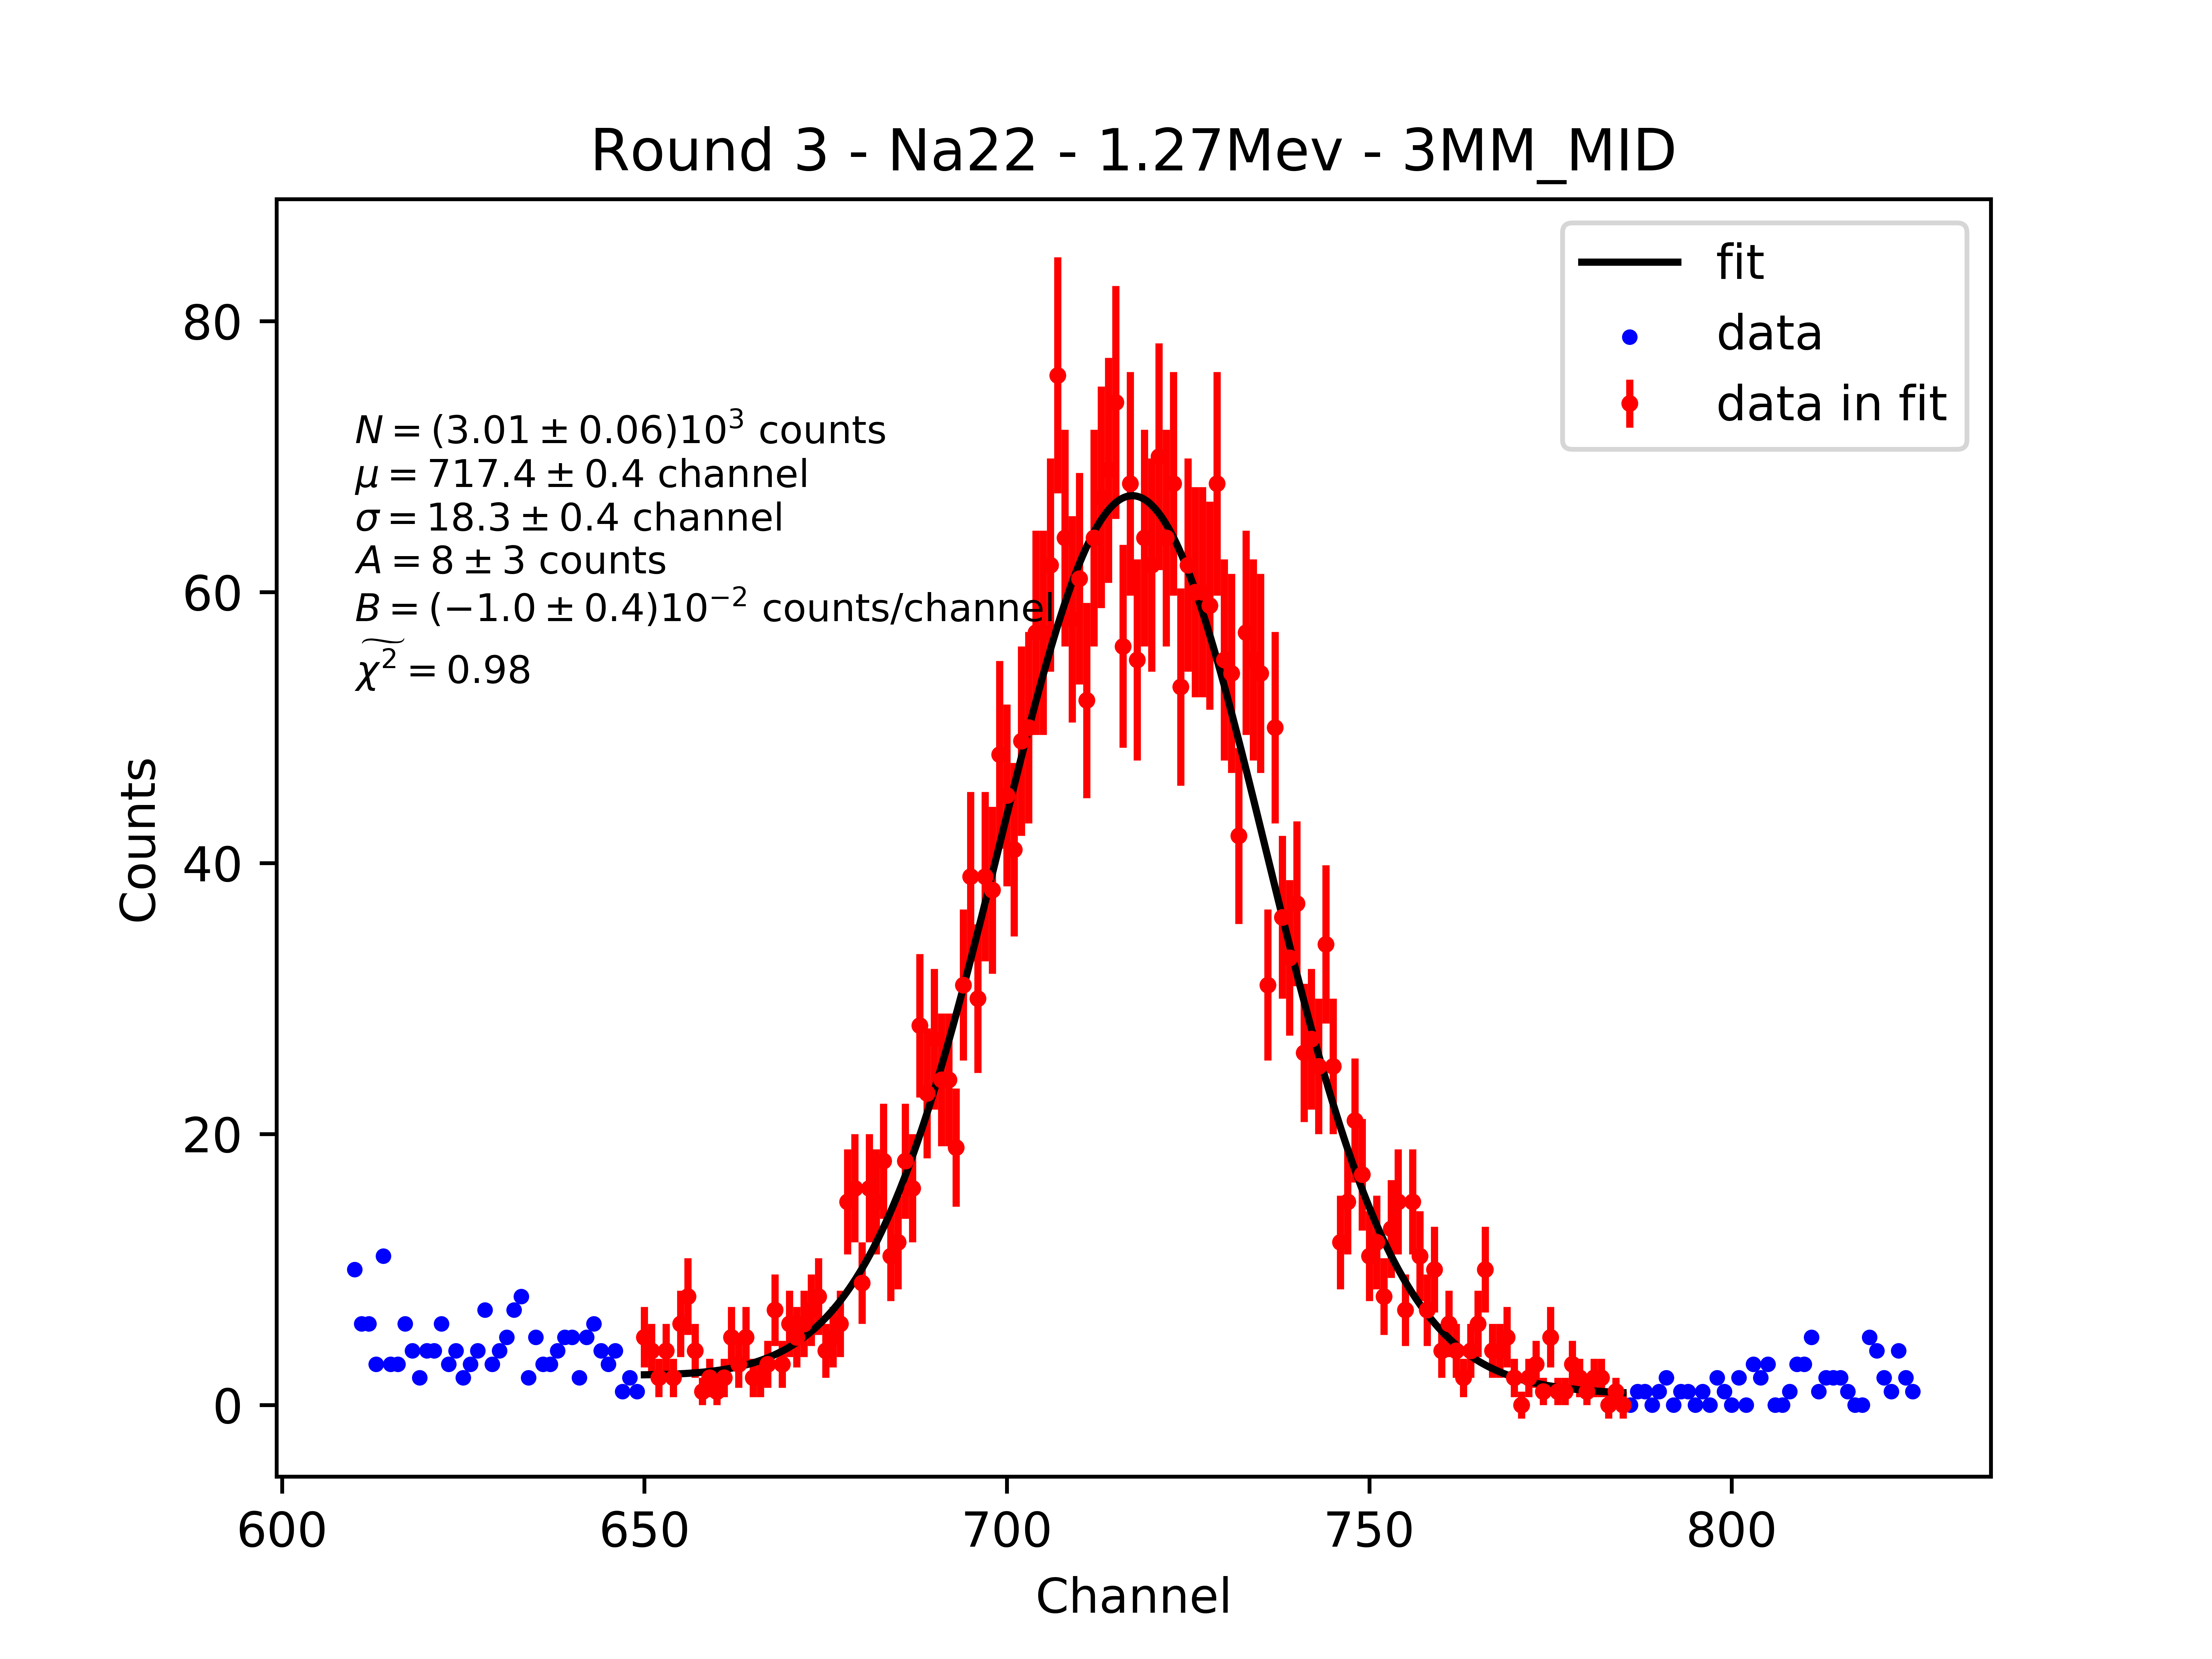 Round 3 - Na22 - 1.27Mev - 3MM_MID
fit
data
data in fit
N = (3.01 ± 0.06)10³ counts
μ = 717.4 ± 0.4 channel
σ = 18.3 ± 0.4 channel
A = 8 ± 3 counts
B = (−1.0 ± 0.4)10⁻² counts/channel
χ̃² = 0.98
80
60
40
20
0
Counts
600 650 700 750 800
Channel